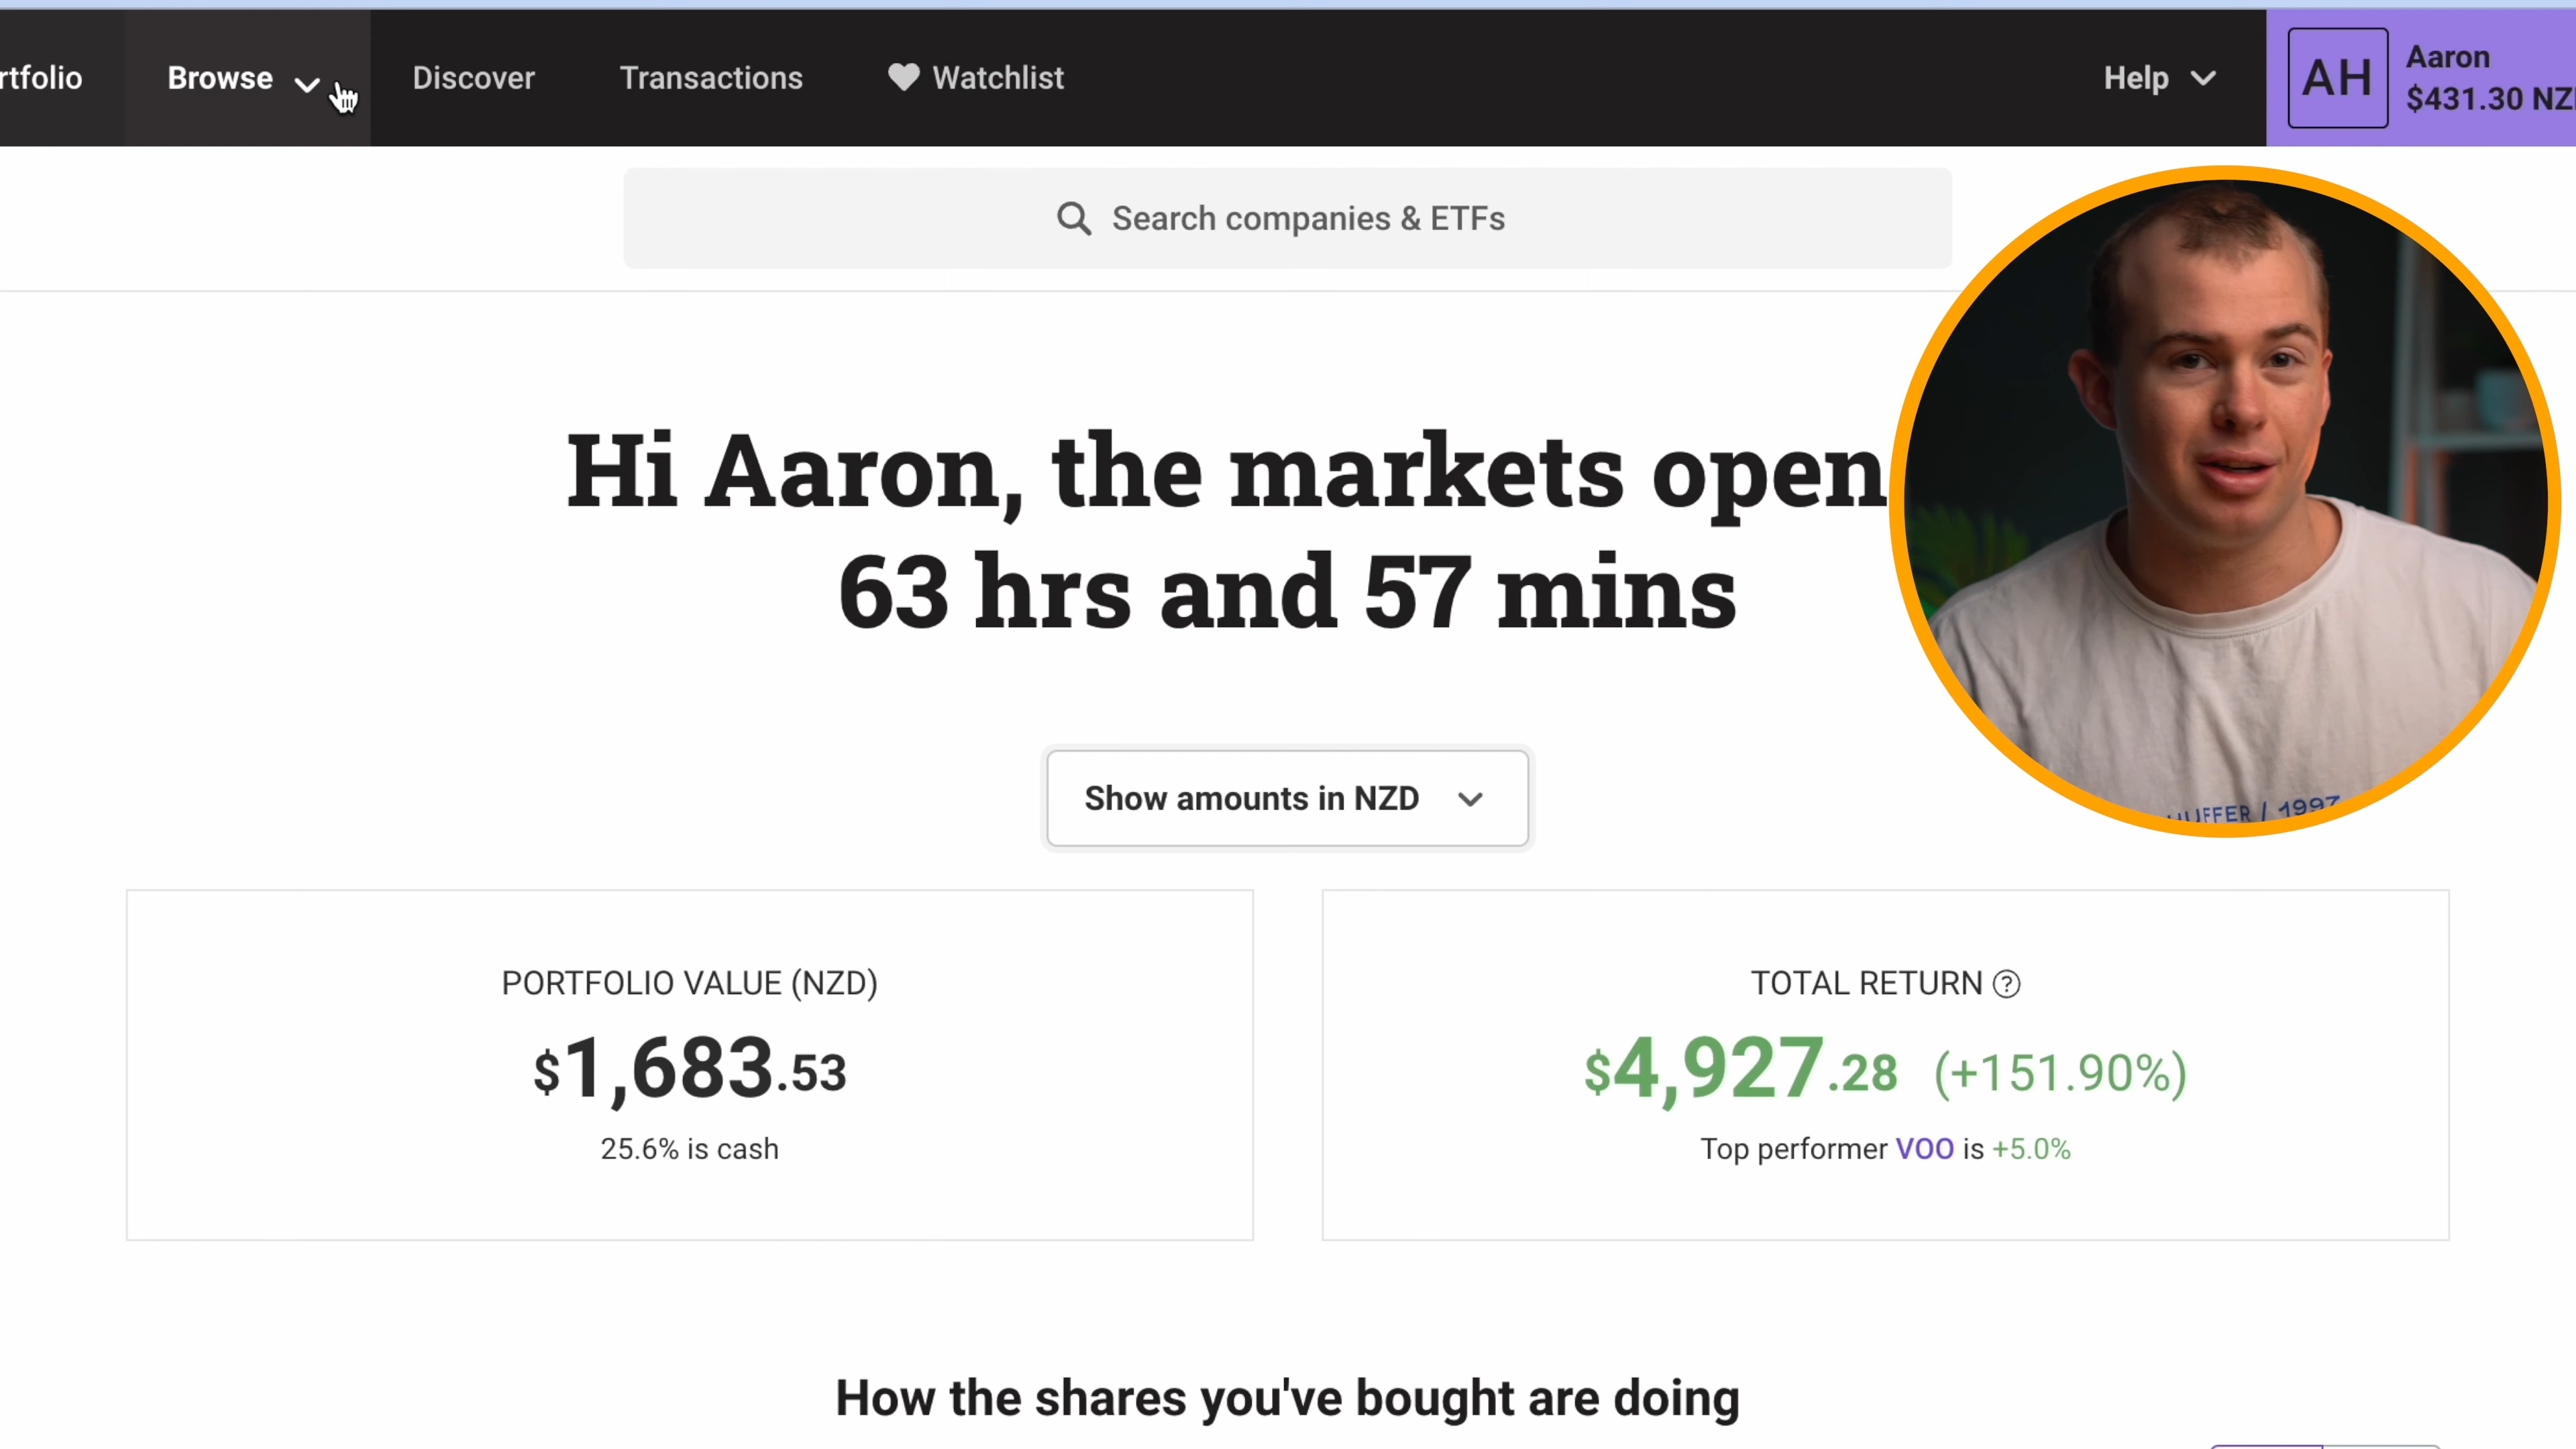 rtfolio
Browse
Discover
Transactions
Watchlist
Help
AH
Aaron
$431.30 NZ
Search companies & ETFs
Hi Aaron, the markets open
63 hrs and 57 mins
Show amounts in NZD
PORTFOLIO VALUE (NZD)
$1,683.53
25.6% is cash
TOTAL RETURN ?
$4,927.28 (+151.90%)
Top performer VOO is +5.0%
HUFFER / 1997
How the shares you've bought are doing